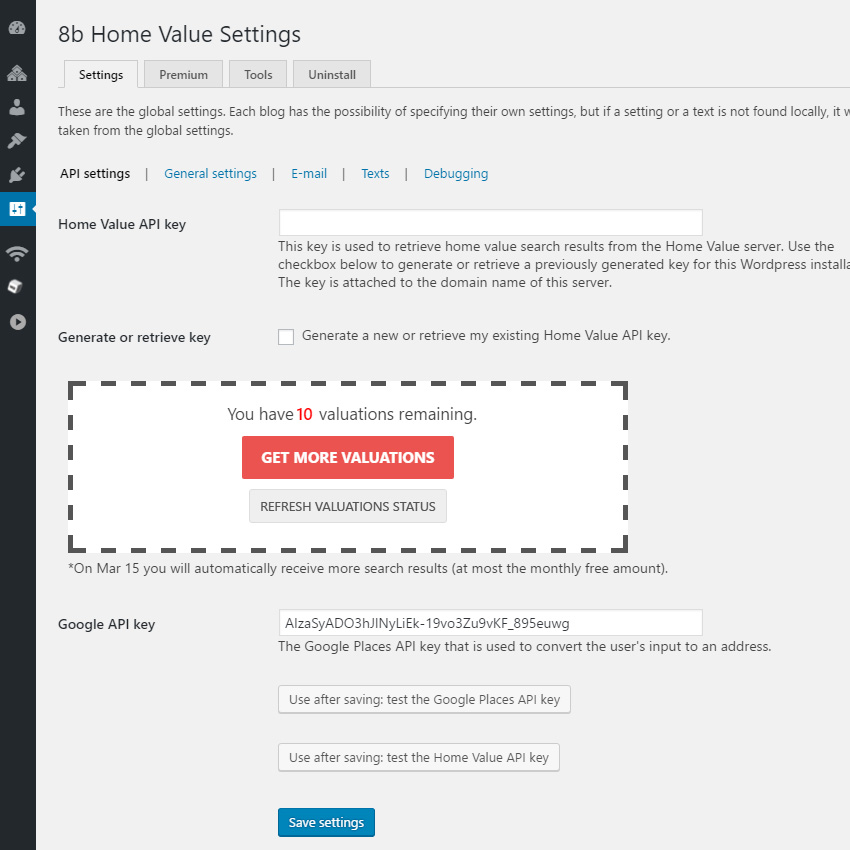 8b Home Value Settings
Settings Premium Tools Uninstall
These are the global settings. Each blog has the possibility of specifying their own settings, but if a setting or a text is not found locally, it
taken from the global settings.
API settings | General settings | E-mail | Texts | Debugging
Home Value API key
This key is used to retrieve home value search results from the Home Value server. Use the
checkbox below to generate or retrieve a previously generated key for this Wordpress installa
The key is attached to the domain name of this server.
Generate or retrieve key
Generate a new or retrieve my existing Home Value API key.
You have 10 valuations remaining.
GET MORE VALUATIONS
REFRESH VALUATIONS STATUS
*On Mar 15 you will automatically receive more search results (at most the monthly free amount).
Google API key
AIzaSyADO3hJINyLiEk-19vo3Zu9vKF_895euwg
The Google Places API key that is used to convert the user's input to an address.
Use after saving: test the Google Places API key
Use after saving: test the Home Value API key
Save settings